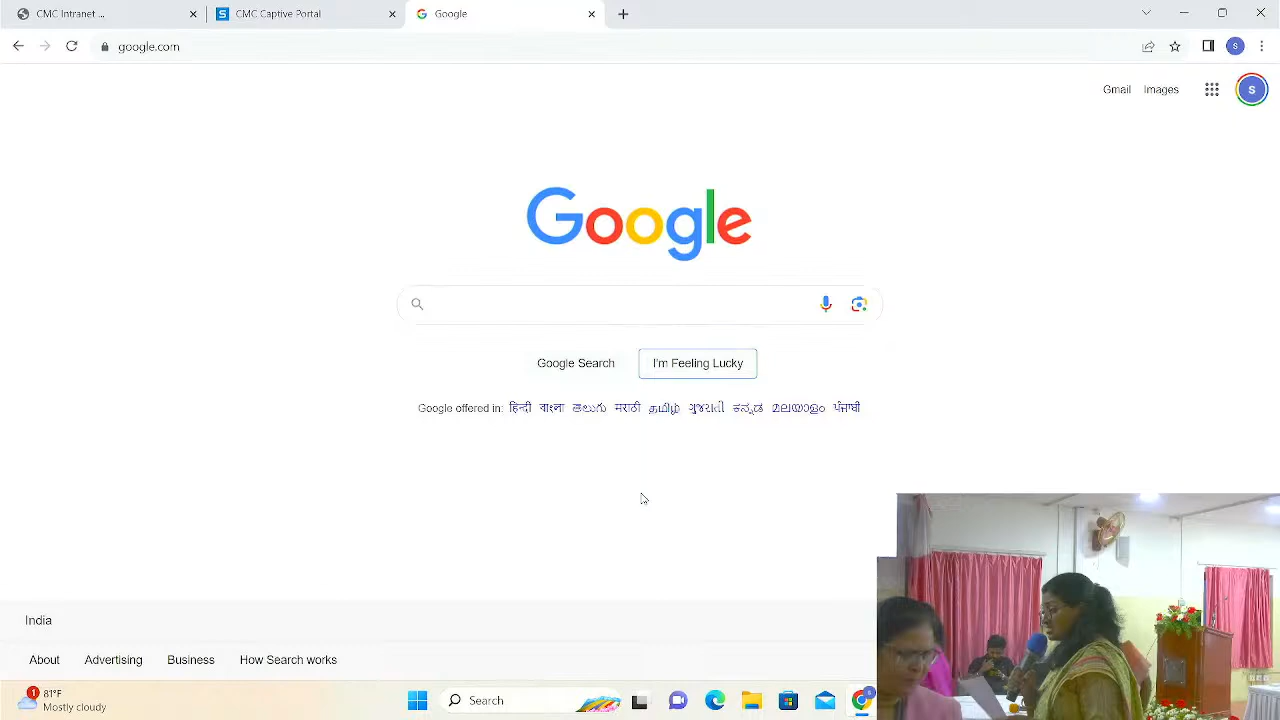 CMC Intranet ...
CMC Captive Portal
Google
google.com
S
Gmail Images
S
Google
Google Search
I'm Feeling Lucky
Google offered in: हिन्दी বাংলা తెలుగు मराठी தமிழ் ગુજરાતી ಕನ್ನಡ മലയാളം ਪੰਜਾਬੀ
India
About Advertising Business How Search works
1
81°F
Mostly cloudy
Search